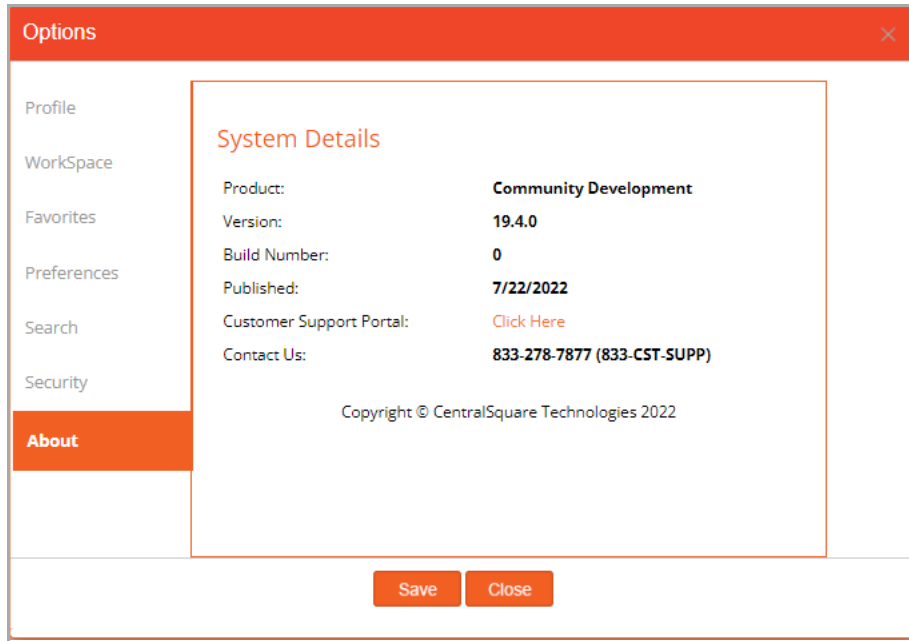 Options
Profile
WorkSpace
Favorites
Preferences
Search
Security
About
System Details
Product: Community Development
Version: 19.4.0
Build Number: 0
Published: 7/22/2022
Customer Support Portal: Click Here
Contact Us: 833-278-7877 (833-CST-SUPP)
Copyright © CentralSquare Technologies 2022
Save Close